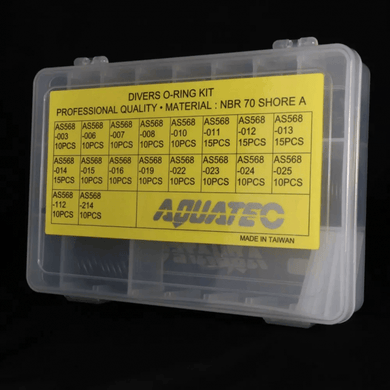 DIVERS O-RING KIT
PROFESSIONAL QUALITY • MATERIAL : NBR 70 SHORE A
AS568 AS568 AS568 AS568 AS568 AS568 AS568 AS568
-003 -006 -007 -008 -010 -011 -012 -013
10PCS 10PCS 10PCS 10PCS 10PCS 15PCS 15PCS 15PCS
AS568 AS568 AS568 AS568 AS568 AS568 AS568 AS568
-014 -015 -016 -019 -022 -023 -024 -025
15PCS 10PCS 10PCS 10PCS 10PCS 10PCS 10PCS 10PCS
AS568 AS568
-112 -214
10PCS 10PCS
AQUATEC
MADE IN TAIWAN